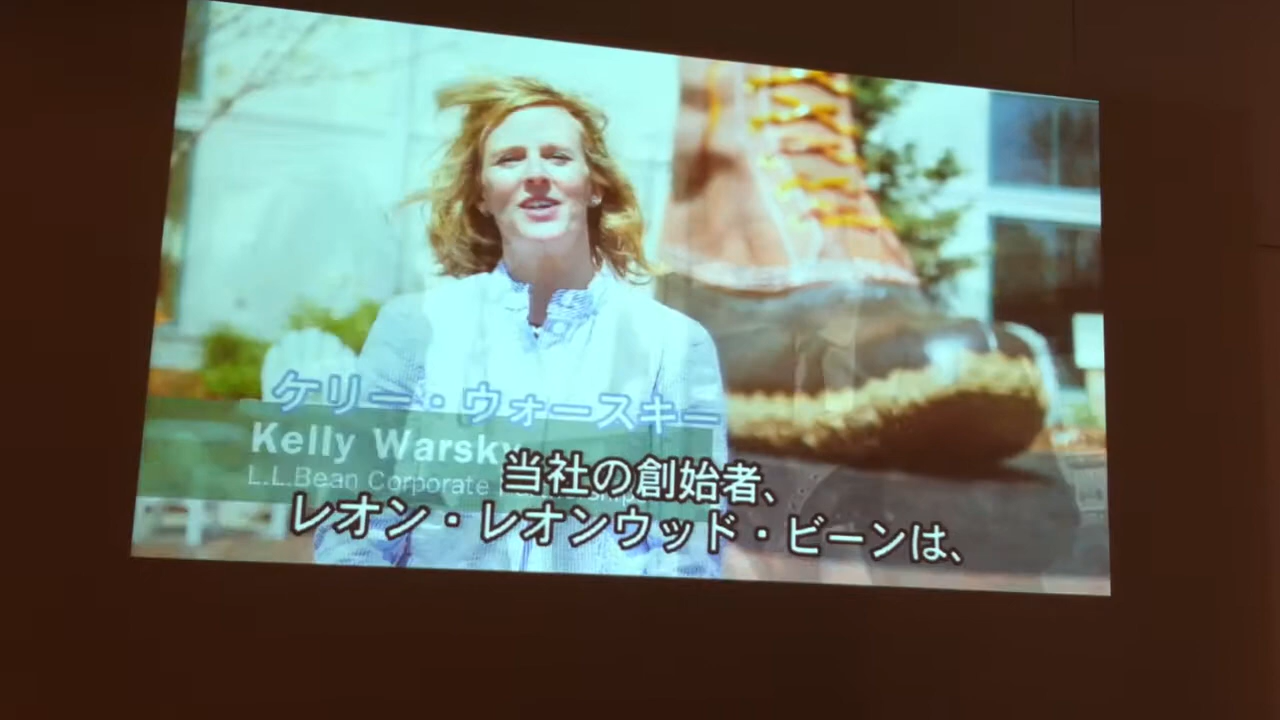 ケリー・ウォースキー
Kelly Warsky
L.L.Bean Corporate
当社の創始者、
レオン・レオンウッド・ビーンは、